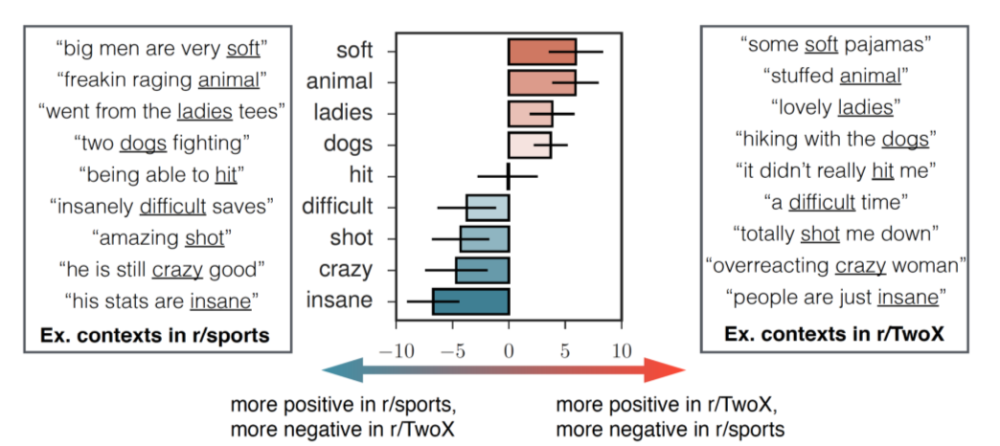 “big men are very soft”
“freakin raging animal”
“went from the ladies tees”
“two dogs fighting”
“being able to hit”
“insanely difficult saves”
“amazing shot”
“he is still crazy good”
“his stats are insane”
Ex. contexts in r/sports
soft
animal
ladies
dogs
hit
difficult
shot
crazy
insane
−10 −5 0 5 10
more positive in r/sports,
more negative in r/TwoX
more positive in r/TwoX,
more negative in r/sports
“some soft pajamas”
“stuffed animal”
“lovely ladies”
“hiking with the dogs”
“it didn’t really hit me”
“a difficult time”
“totally shot me down”
“overreacting crazy woman”
“people are just insane”
Ex. contexts in r/TwoX